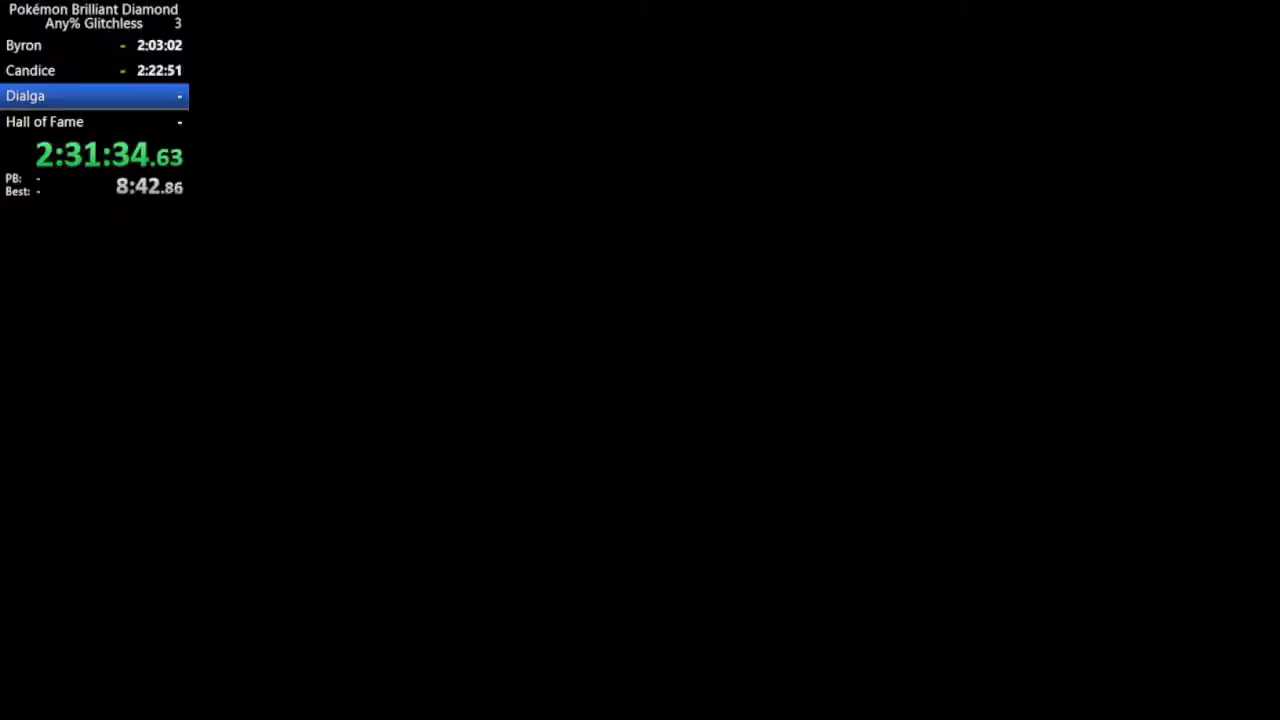 Pokémon Brilliant Diamond
Any% Glitchless 3
Byron - 2:03:02
Candice - 2:22:51
Dialga -
Hall of Fame -
2:31:34.63
PB: -
Best: -
8:42.86